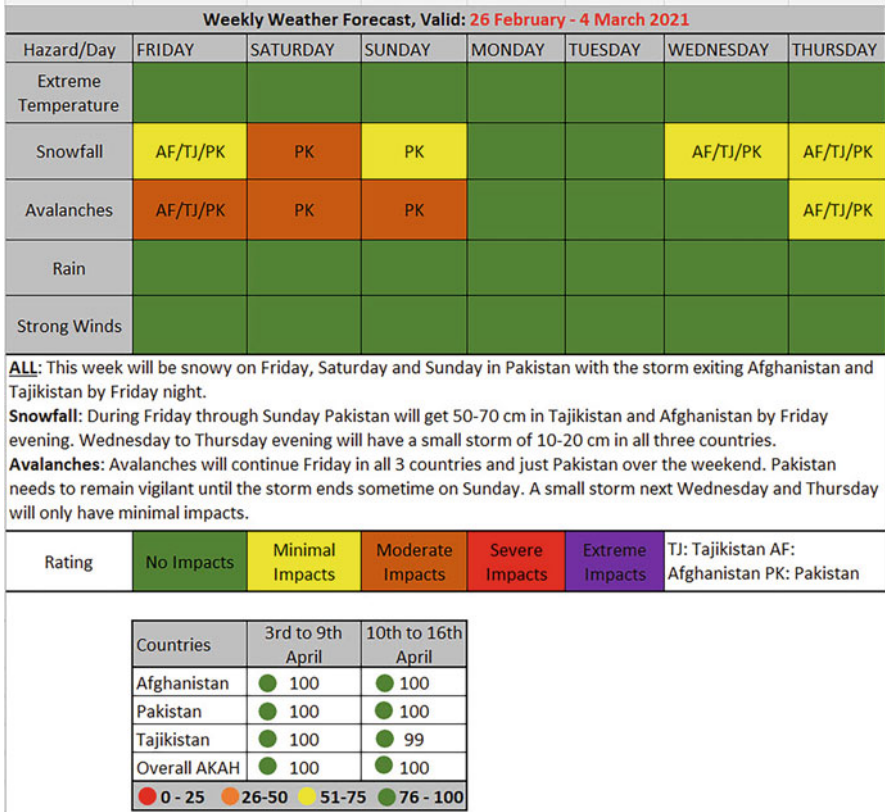 Weekly Weather Forecast, Valid: 26 February - 4 March 2021
Hazard/Day FRIDAY SATURDAY SUNDAY MONDAY TUESDAY WEDNESDAY THURSDAY
Extreme
Temperature
Snowfall AF/TJ/PK PK PK AF/TJ/PK AF/TJ/PK
Avalanches AF/TJ/PK PK PK AF/TJ/PK
Rain
Strong Winds
ALL: This week will be snowy on Friday, Saturday and Sunday in Pakistan with the storm exiting Afghanistan and
Tajikistan by Friday night.
Snowfall: During Friday through Sunday Pakistan will get 50-70 cm in Tajikistan and Afghanistan by Friday
evening. Wednesday to Thursday evening will have a small storm of 10-20 cm in all three countries.
Avalanches: Avalanches will continue Friday in all 3 countries and just Pakistan over the weekend. Pakistan
needs to remain vigilant until the storm ends sometime on Sunday. A small storm next Wednesday and Thursday
will only have minimal impacts.
Rating No Impacts Minimal Impacts Moderate Impacts Severe Impacts Extreme Impacts TJ: Tajikistan AF:
Afghanistan PK: Pakistan
Countries 3rd to 9th April 10th to 16th April
Afghanistan 100 100
Pakistan 100 100
Tajikistan 100 99
Overall AKAH 100 100
0 - 25 26-50 51-75 76 - 100